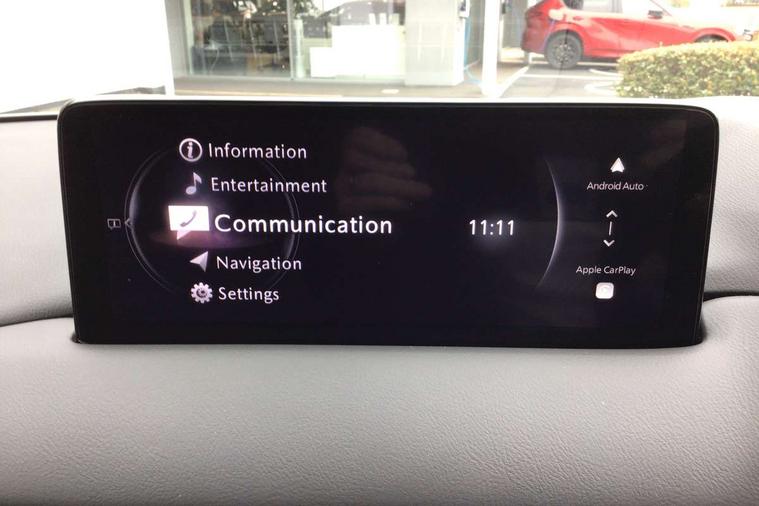 Information
Entertainment
Communication
Navigation
Settings
11:11
Android Auto
Apple CarPlay